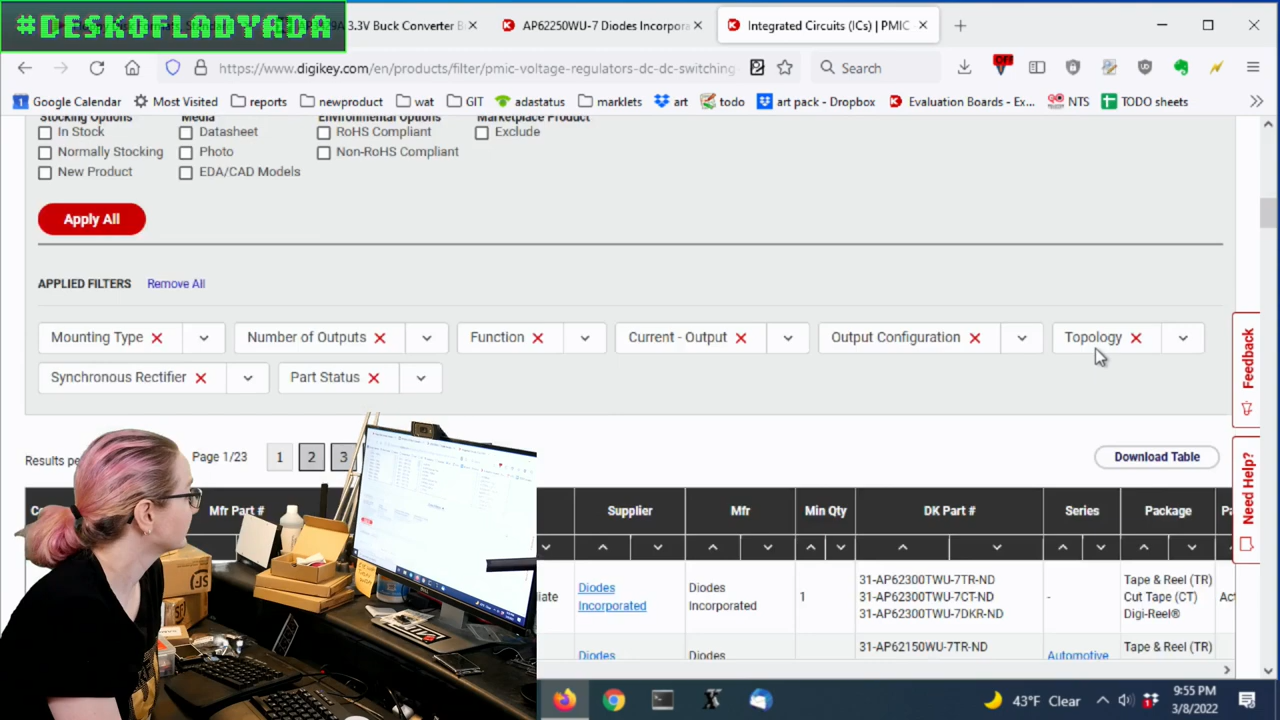 #DESKOFLADYADA
3.3V Buck Converter B
AP62250WU-7 Diodes Incorpora
Integrated Circuits (ICs) | PMIC
https://www.digikey.com/en/products/filter/pmic-voltage-regulators-dc-dc-switching
Search
Off
Google Calendar
Most Visited
reports
newproduct
wat
GIT
adastatus
marklets
art
todo
art pack - Dropbox
Evaluation Boards - Ex...
NTS
TODO sheets
Stocking Options
Media
Environmental Options
Marketplace Product
In Stock
Datasheet
RoHS Compliant
Exclude
Normally Stocking
Photo
Non-RoHS Compliant
New Product
EDA/CAD Models
Apply All
APPLIED FILTERS
Remove All
Mounting Type
Number of Outputs
Function
Current - Output
Output Configuration
Topology
Synchronous Rectifier
Part Status
Feedback
Need Help?
Results pe
Page 1/23
1
2
3
Download Table
Mfr Part #
Supplier
Mfr
Min Qty
DK Part #
Series
Package
Diodes
Incorporated
Diodes
Incorporated
1
31-AP62300TWU-7TR-ND
31-AP62300TWU-7CT-ND
31-AP62300TWU-7DKR-ND
-
Tape & Reel (TR)
Cut Tape (CT)
Digi-Reel®
Act
Diodes
Diodes
31-AP62150WU-7TR-ND
Automotive
Tape & Reel (TR)
43°F Clear
9:55 PM
3/8/2022